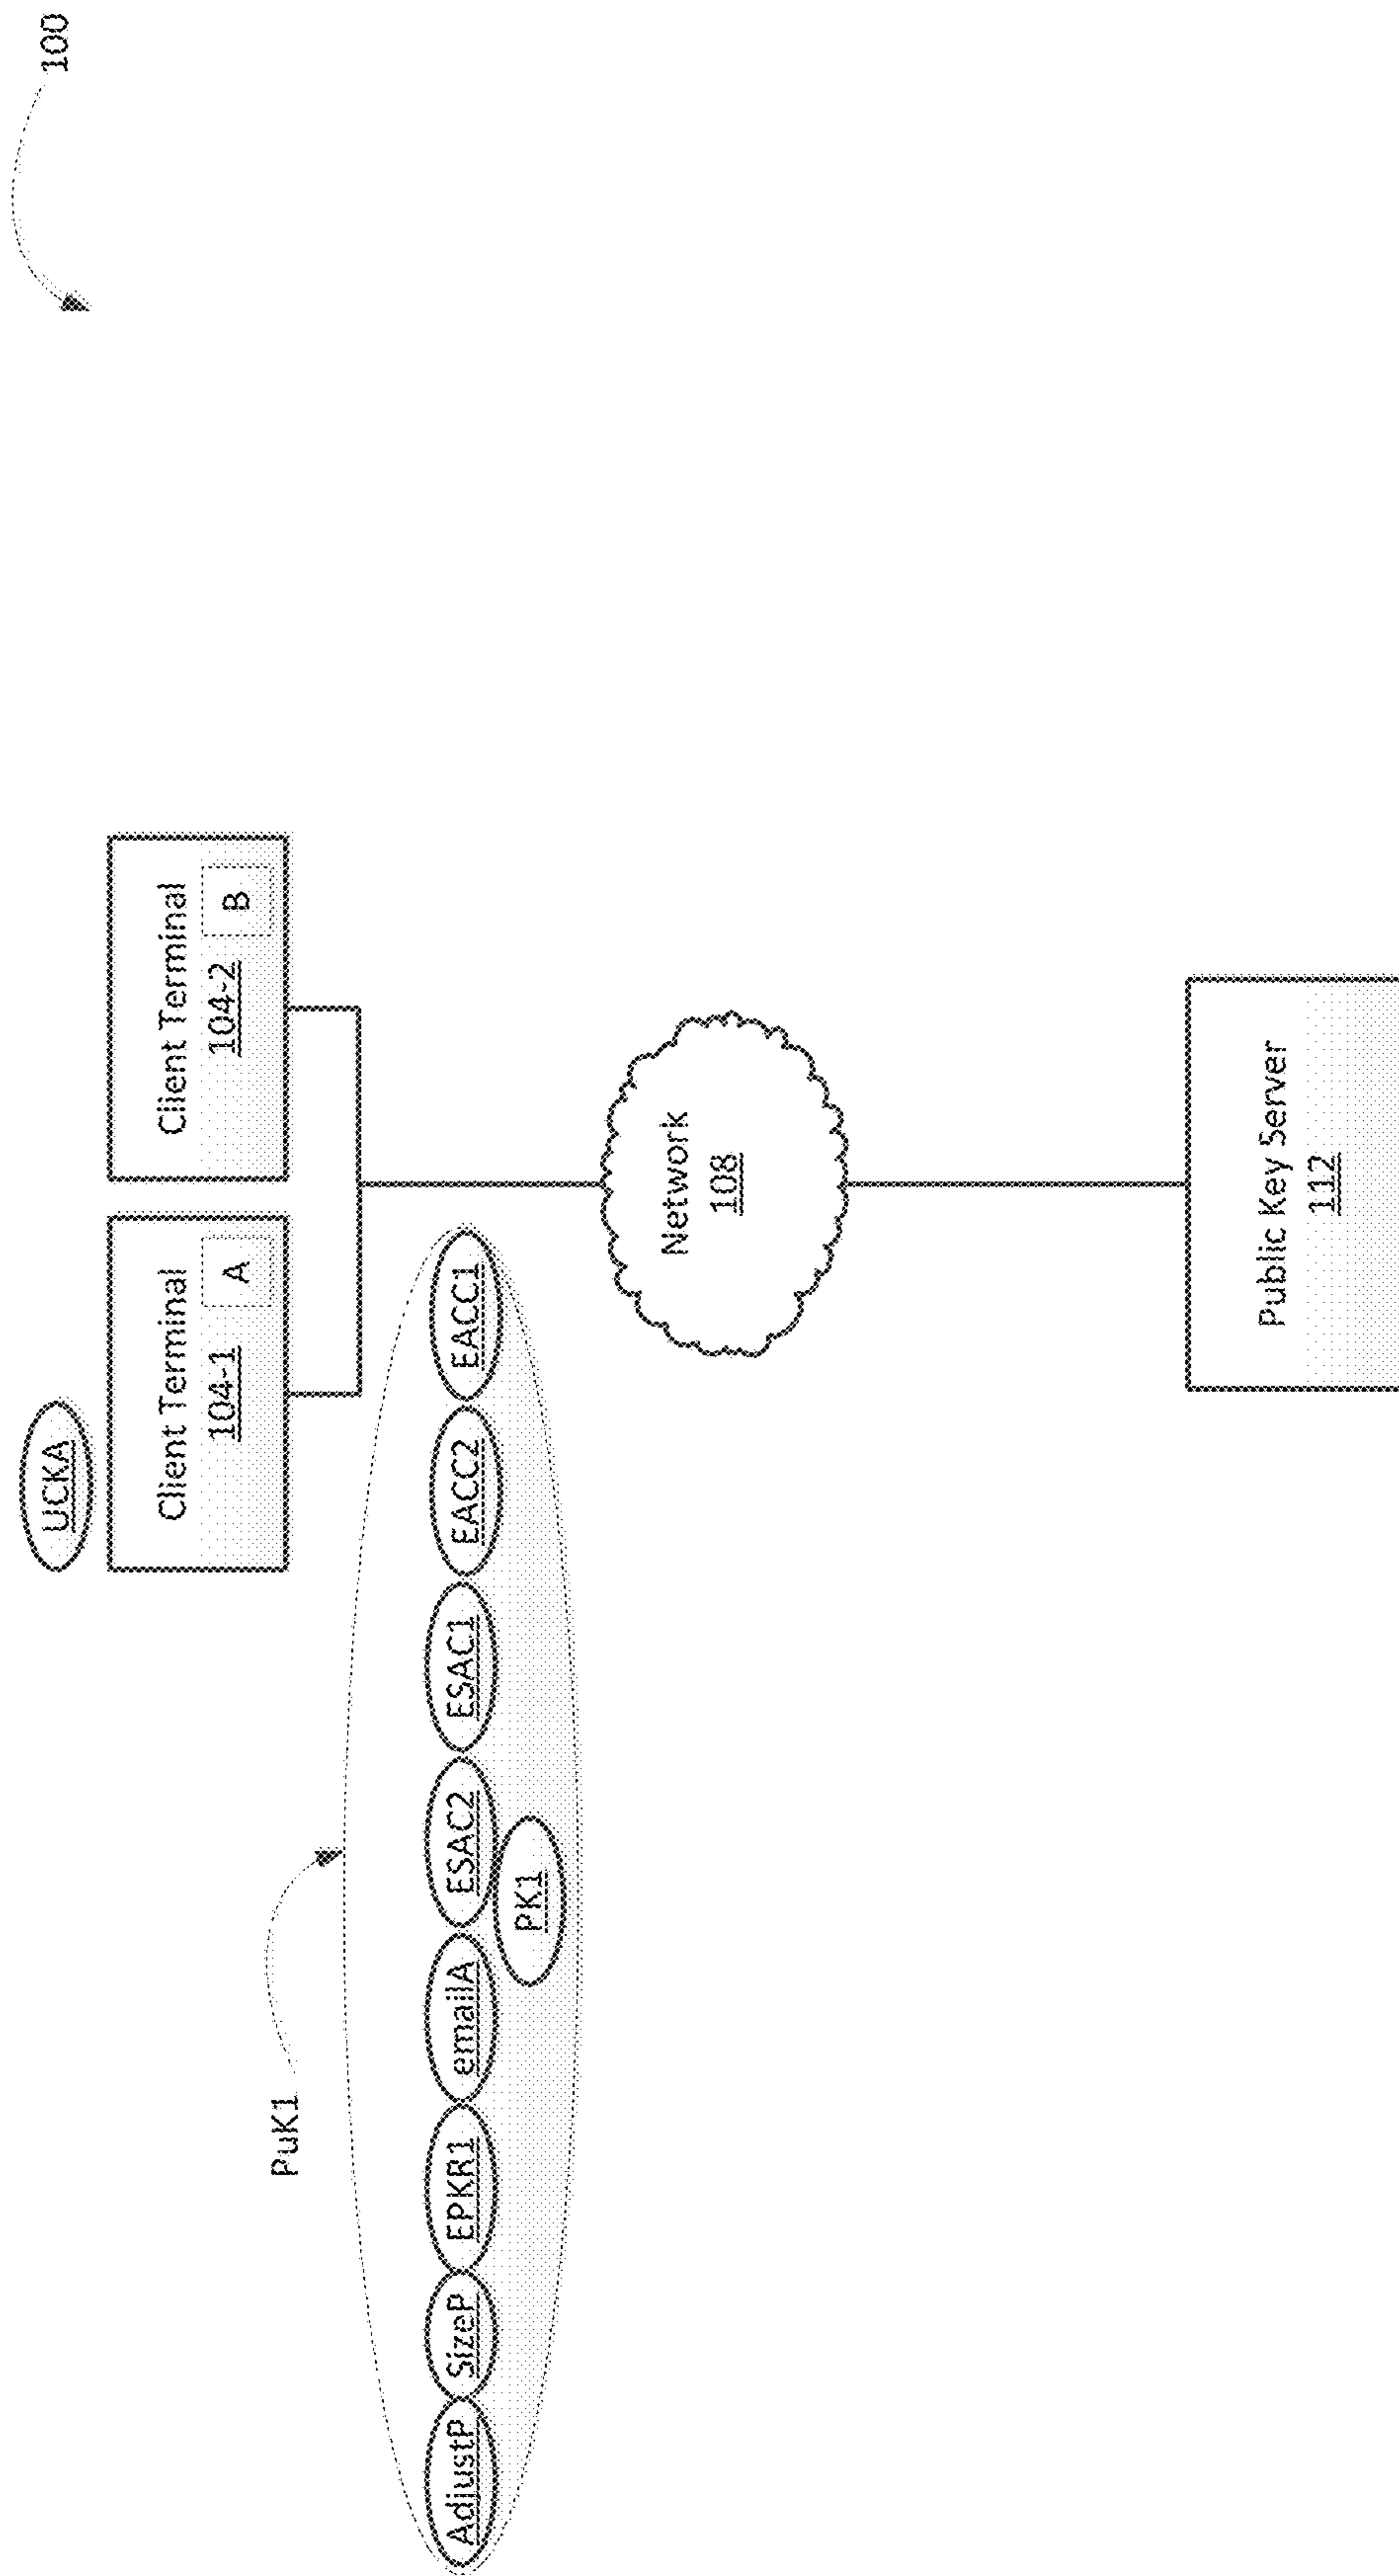 100
UCKA
Client Terminal
104-1
A
Client Terminal
104-2
B
PuK1
AdjustP SizeP EPKR1 emailA ESAC2 ESAC1 EACC2 EACC1
PK1
Network
108
Public Key Server
112